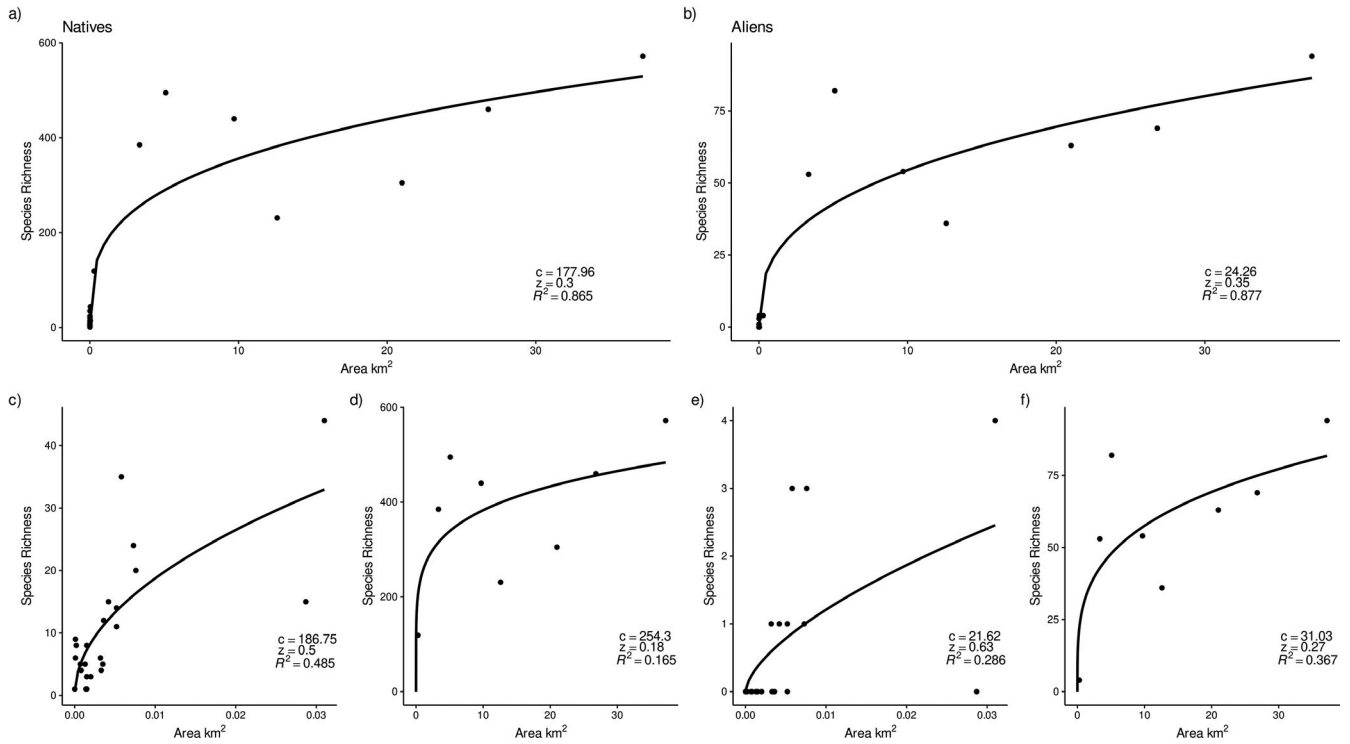 a)
Natives
600
400
200
0
Species Richness
0
10
20
30
Area km²
c = 177.96
z = 0.3
R² = 0.865
b)
Aliens
75
50
25
0
Species Richness
0
10
20
30
Area km²
c = 24.26
z = 0.35
R² = 0.877
c)
40
30
20
10
0
Species Richness
0.00
0.01
0.02
0.03
Area km²
c = 186.75
z = 0.5
R² = 0.485
d)
600
400
200
0
Species Richness
0
10
20
30
Area km²
c = 254.3
z = 0.18
R² = 0.165
e)
4
3
2
1
0
Species Richness
0.00
0.01
0.02
0.03
Area km²
c = 21.62
z = 0.63
R² = 0.286
f)
75
50
25
0
Species Richness
0
10
20
30
Area km²
c = 31.03
z = 0.27
R² = 0.367